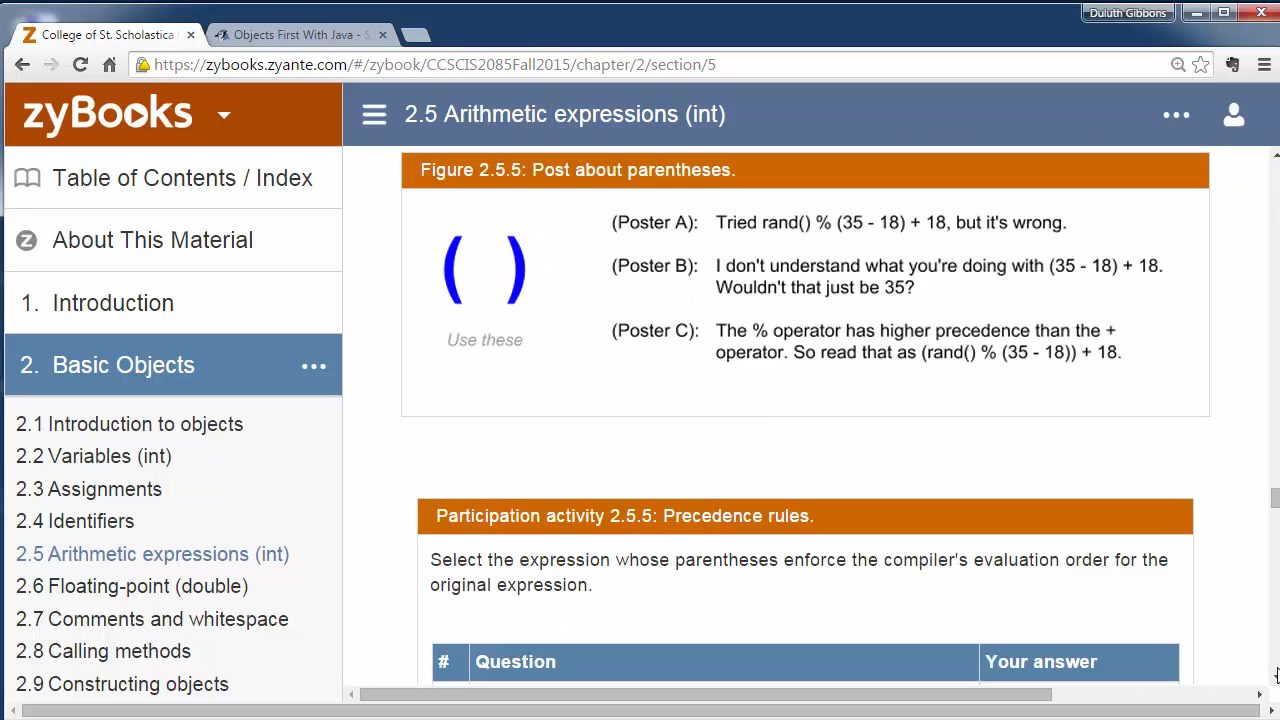 Duluth Gibbons
College of St. Scholastica
Objects First With Java - S
https://zybooks.zyante.com/#/zybook/CCSCIS2085Fall2015/chapter/2/section/5
zyBooks
2.5 Arithmetic expressions (int)
Table of Contents / Index
About This Material
1. Introduction
2. Basic Objects
2.1 Introduction to objects
2.2 Variables (int)
2.3 Assignments
2.4 Identifiers
2.5 Arithmetic expressions (int)
2.6 Floating-point (double)
2.7 Comments and whitespace
2.8 Calling methods
2.9 Constructing objects
Figure 2.5.5: Post about parentheses.
( )
Use these
(Poster A): Tried rand() % (35 - 18) + 18, but it's wrong.
(Poster B): I don't understand what you're doing with (35 - 18) + 18.
Wouldn't that just be 35?
(Poster C): The % operator has higher precedence than the +
operator. So read that as (rand() % (35 - 18)) + 18.
Participation activity 2.5.5: Precedence rules.
Select the expression whose parentheses enforce the compiler's evaluation order for the
original expression.
# Question Your answer